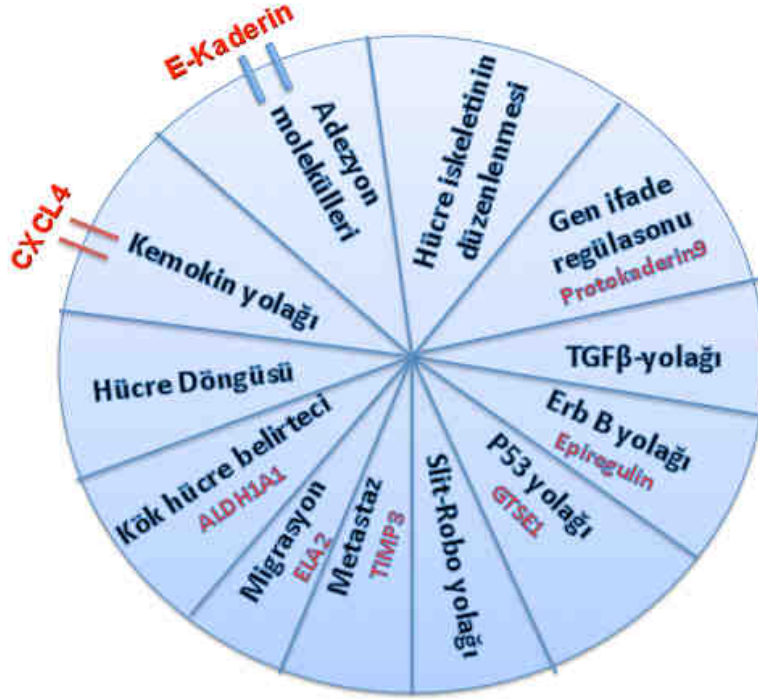 E-Kaderin
Adezyon
molekülleri
Hücre iskeletinin
düzenlenmesi
Gen ifade
regülasonu
Protokaderin9
TGFβ-yolağı
Erb B yolağı
Epiregulin
P53 yolağı
GTSE1
Slit-Robo yolağı
Metastaz
TIMP3
Migrasyon
ELA2
Kök hücre belirteci
ALDH1A1
Hücre Döngüsü
Kemokin yolağı
CXCL4